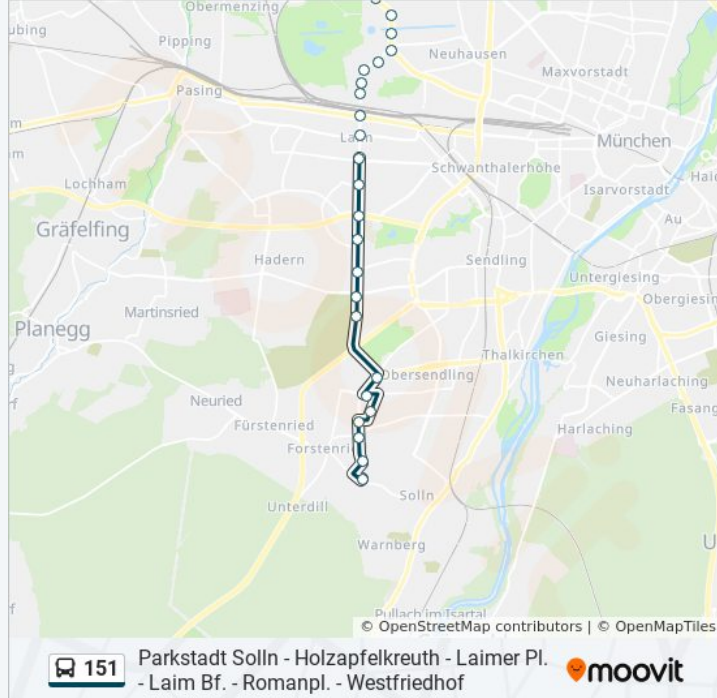 Obermenzing
ubing
Pipping
Neuhausen
Maxvorstadt
Pasing
m
Laim
München
m
Schwanthalerhöhe
Haid
Lochham
Isarvorstadt
Au
Gräfelfing
Hadern
Sendling
Untergiesing
Obergiesing
Martinsried
Planegg
Giesing
Thalkirchen
Obersendling
Neuharlaching
Neuried
Fasang
Fürstenried
Harlaching
Forstenri
Solln
Unterdill
U
Warnberg
rf
Pullach im Isartal
© OpenStreetMap contributors | © OpenMapTiles
151
Parkstadt Solln - Holzapfelkreuth - Laimer Pl.
- Laim Bf. - Romanpl. - Westfriedhof
moovit